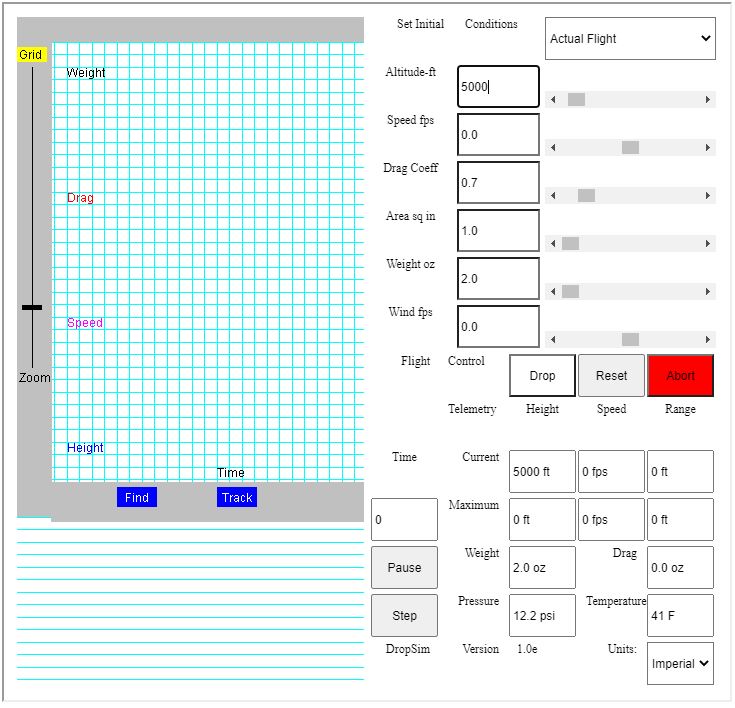 Set Initial Conditions Actual Flight
Grid
Weight
Altitude-ft 5000
Speed fps 0.0
Drag Coeff 0.7
Drag
Area sq in 1.0
Weight oz 2.0
Wind fps 0.0
Speed
Flight Control Drop Reset Abort
Zoom
Telemetry Height Speed Range
Height
Time
Find Track
Time Current 5000 ft 0 fps 0 ft
0 Maximum 0 ft 0 fps 0 ft
Pause Weight 2.0 oz Drag 0.0 oz
Step Pressure 12.2 psi Temperature 41 F
DropSim Version 1.0e Units: Imperial